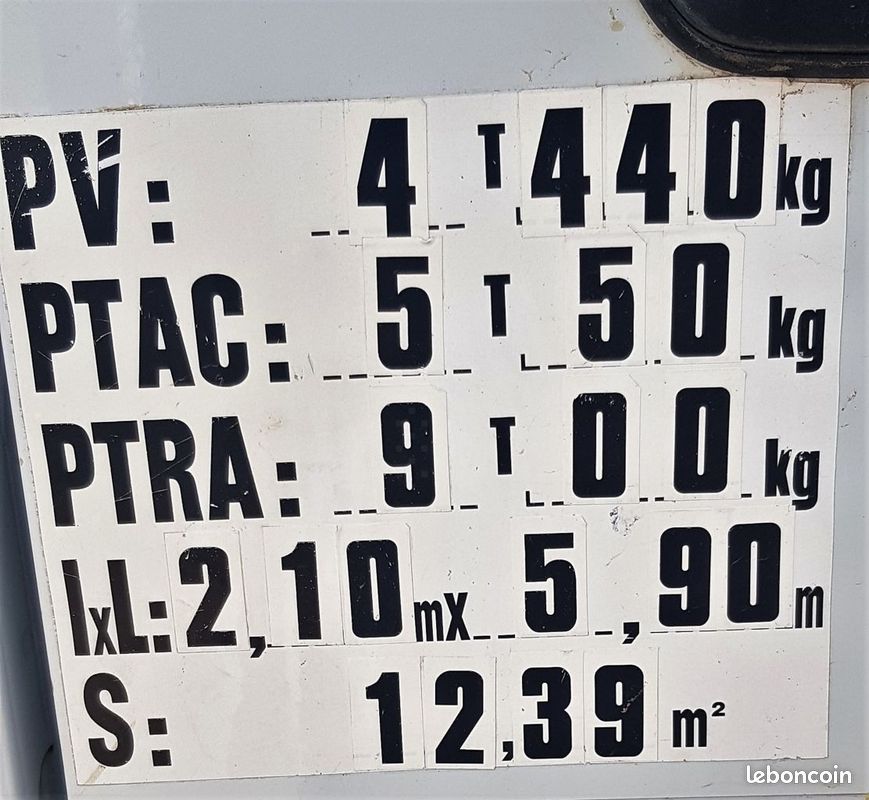 PV: 4 T 440 kg
PTAC: 5 T 50 kg
PTRA: 9 T 00 kg
lxL: 2,10 mx 5,90 m
S: 12,39 m²
leboncoin